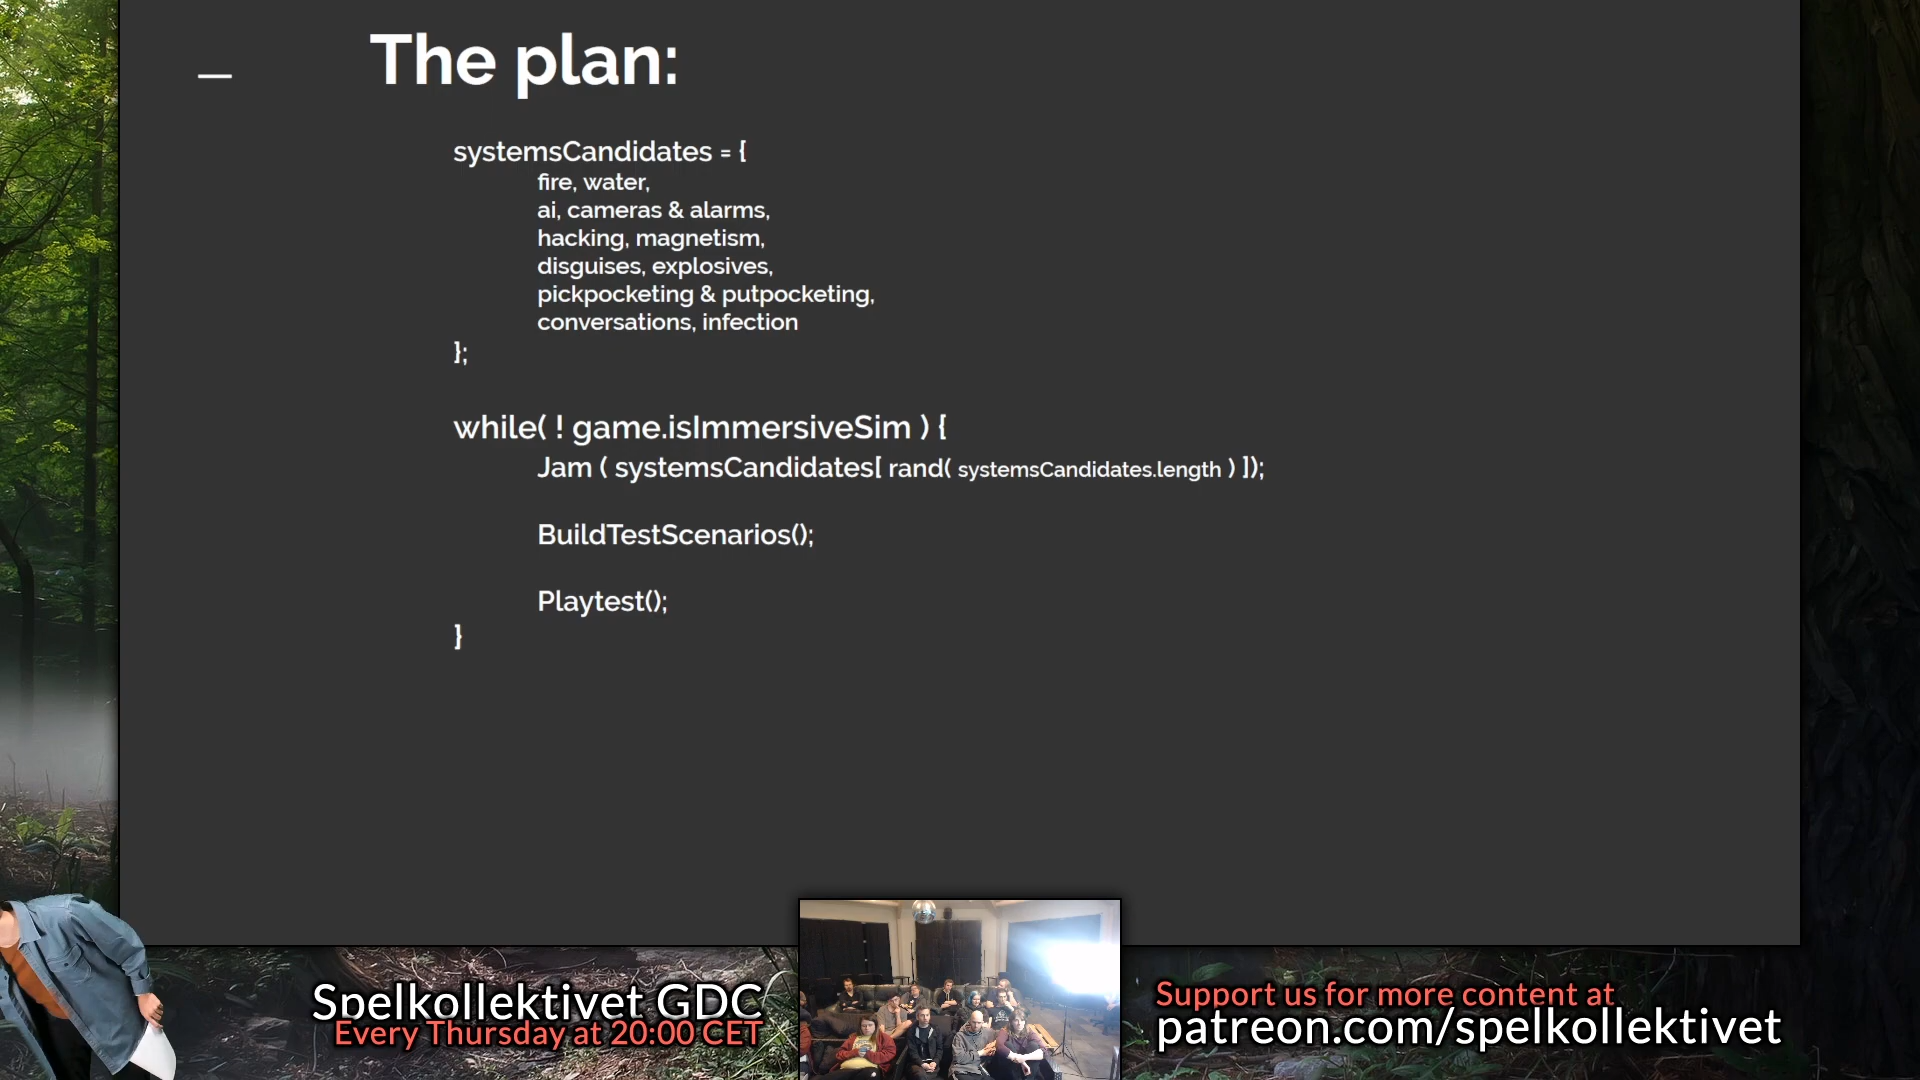 The plan:
systemsCandidates = {
fire, water,
ai, cameras & alarms,
hacking, magnetism,
disguises, explosives,
pickpocketing & putpocketing,
conversations, infection
};
while( ! game.isImmersiveSim ) {
Jam ( systemsCandidates[ rand( systemsCandidates.length ) ]);
BuildTestScenarios();
Playtest();
}
Spelkollektivet GDC
Every Thursday at 20:00 CET
Support us for more content at
patreon.com/spelkollektivet